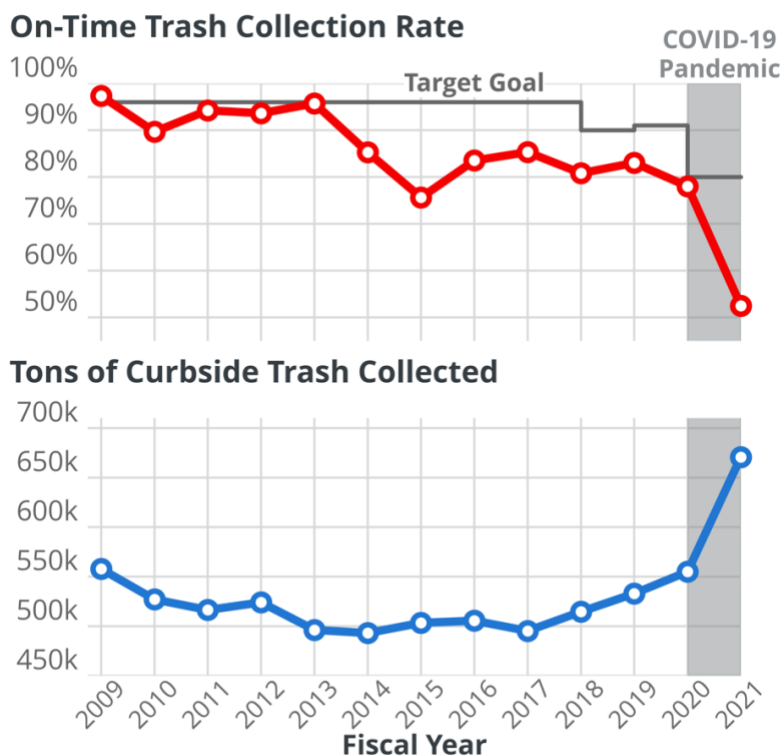 On-Time Trash Collection Rate
COVID-19
Pandemic
100%
Target Goal
90%
80%
70%
60%
50%
Tons of Curbside Trash Collected
700k
650k
600k
550k
500k
450k
2009 2010 2011 2012 2013 2014 2015 2016 2017 2018 2019 2020 2021
Fiscal Year